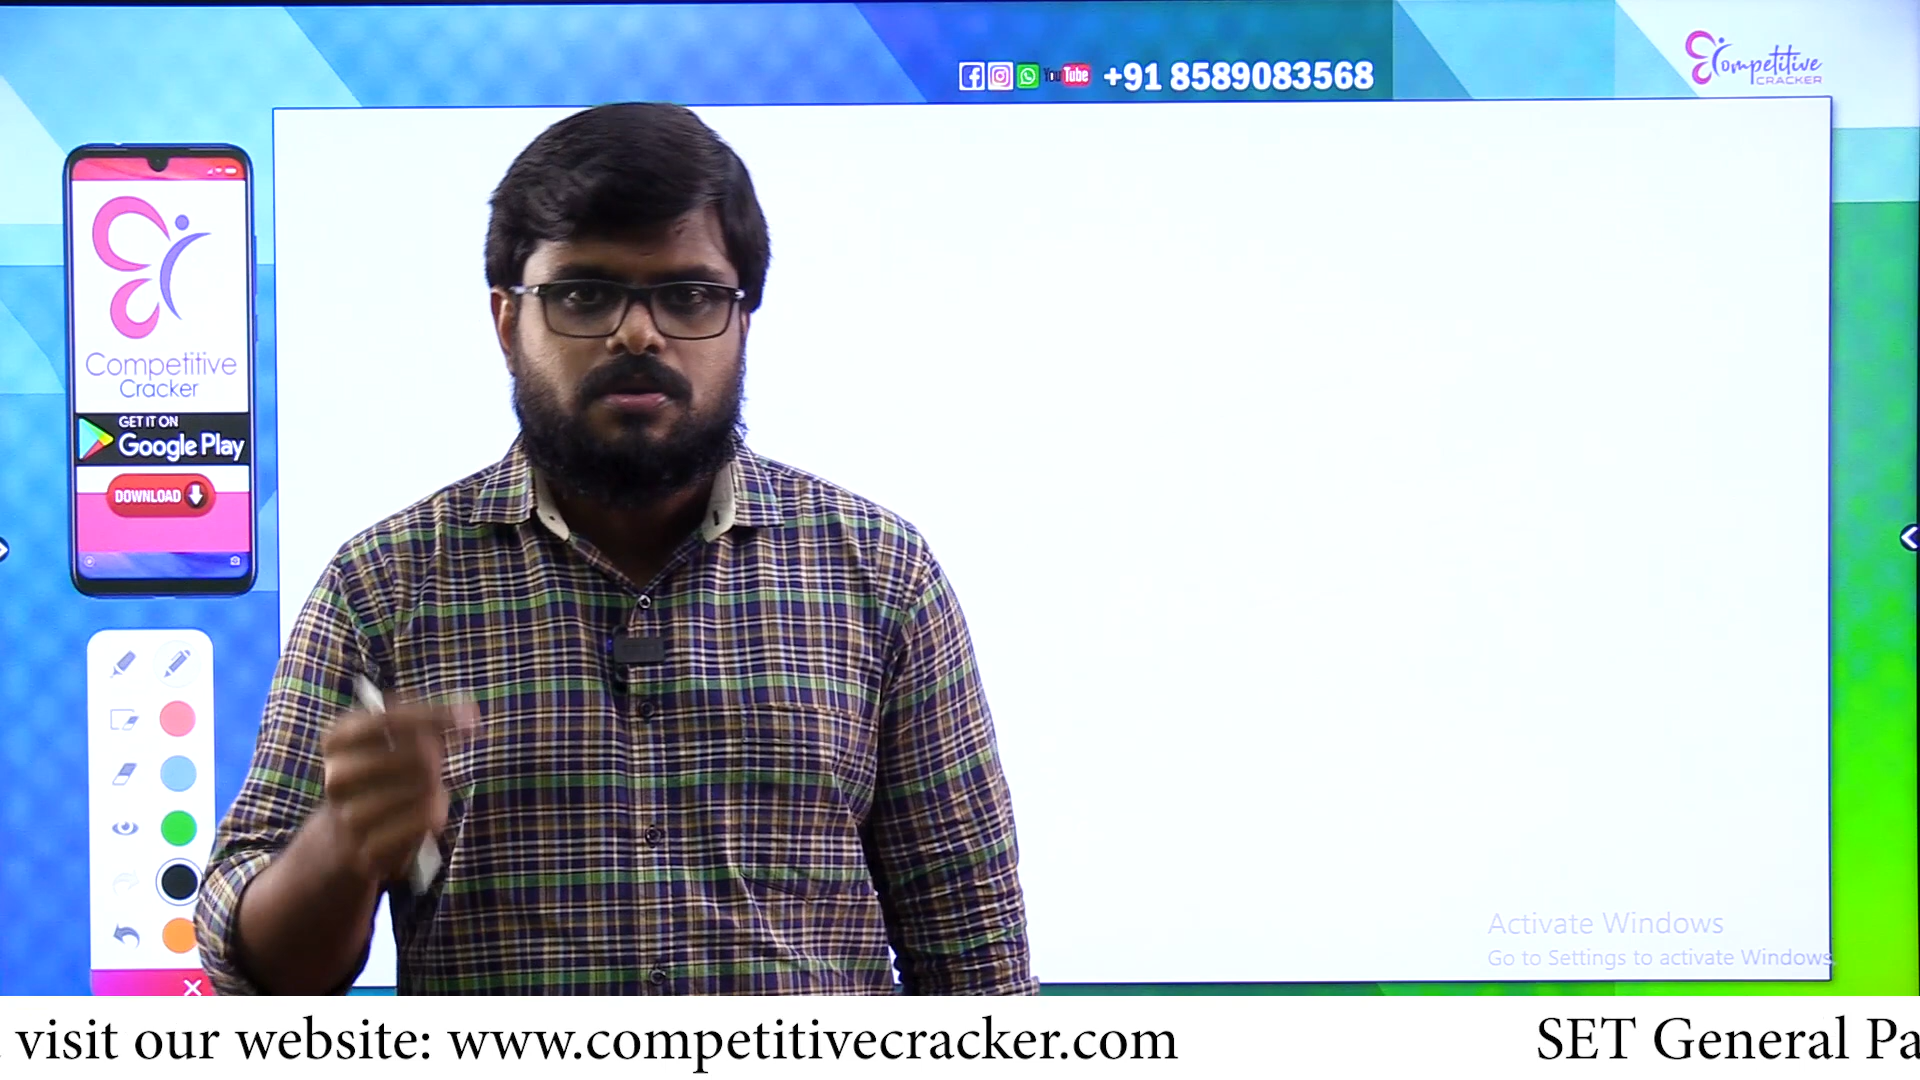 YouTube +91 8589083568
Competitive
CRACKER
Competitive
Cracker
GET IT ON
Google Play
DOWNLOAD
Activate Windows
Go to Settings to activate Windows.
visit our website: www.competitivecracker.com
SET General Pa